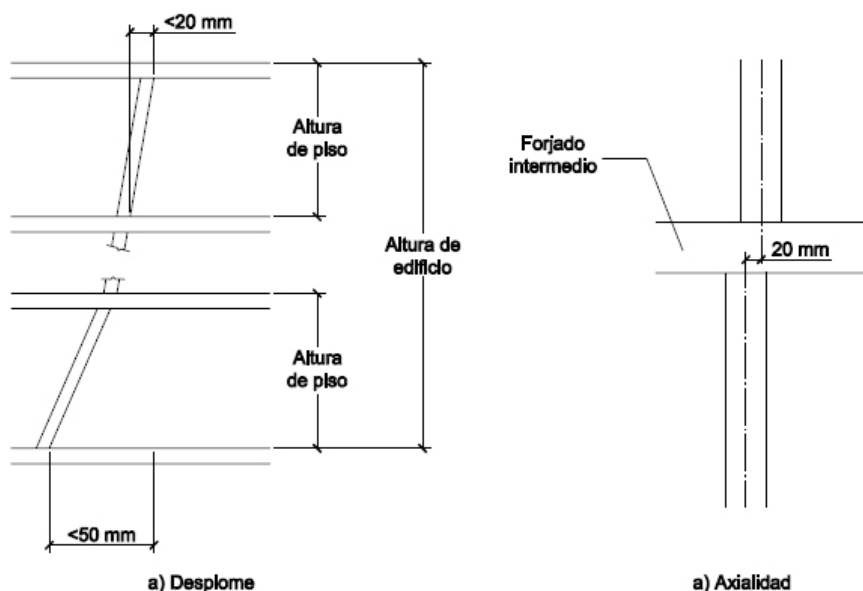 <20 mm
Altura
de piso
Forjado
intermedio
Altura de
edificio
20 mm
Altura
de piso
<50 mm
a) Desplome
a) Axialidad